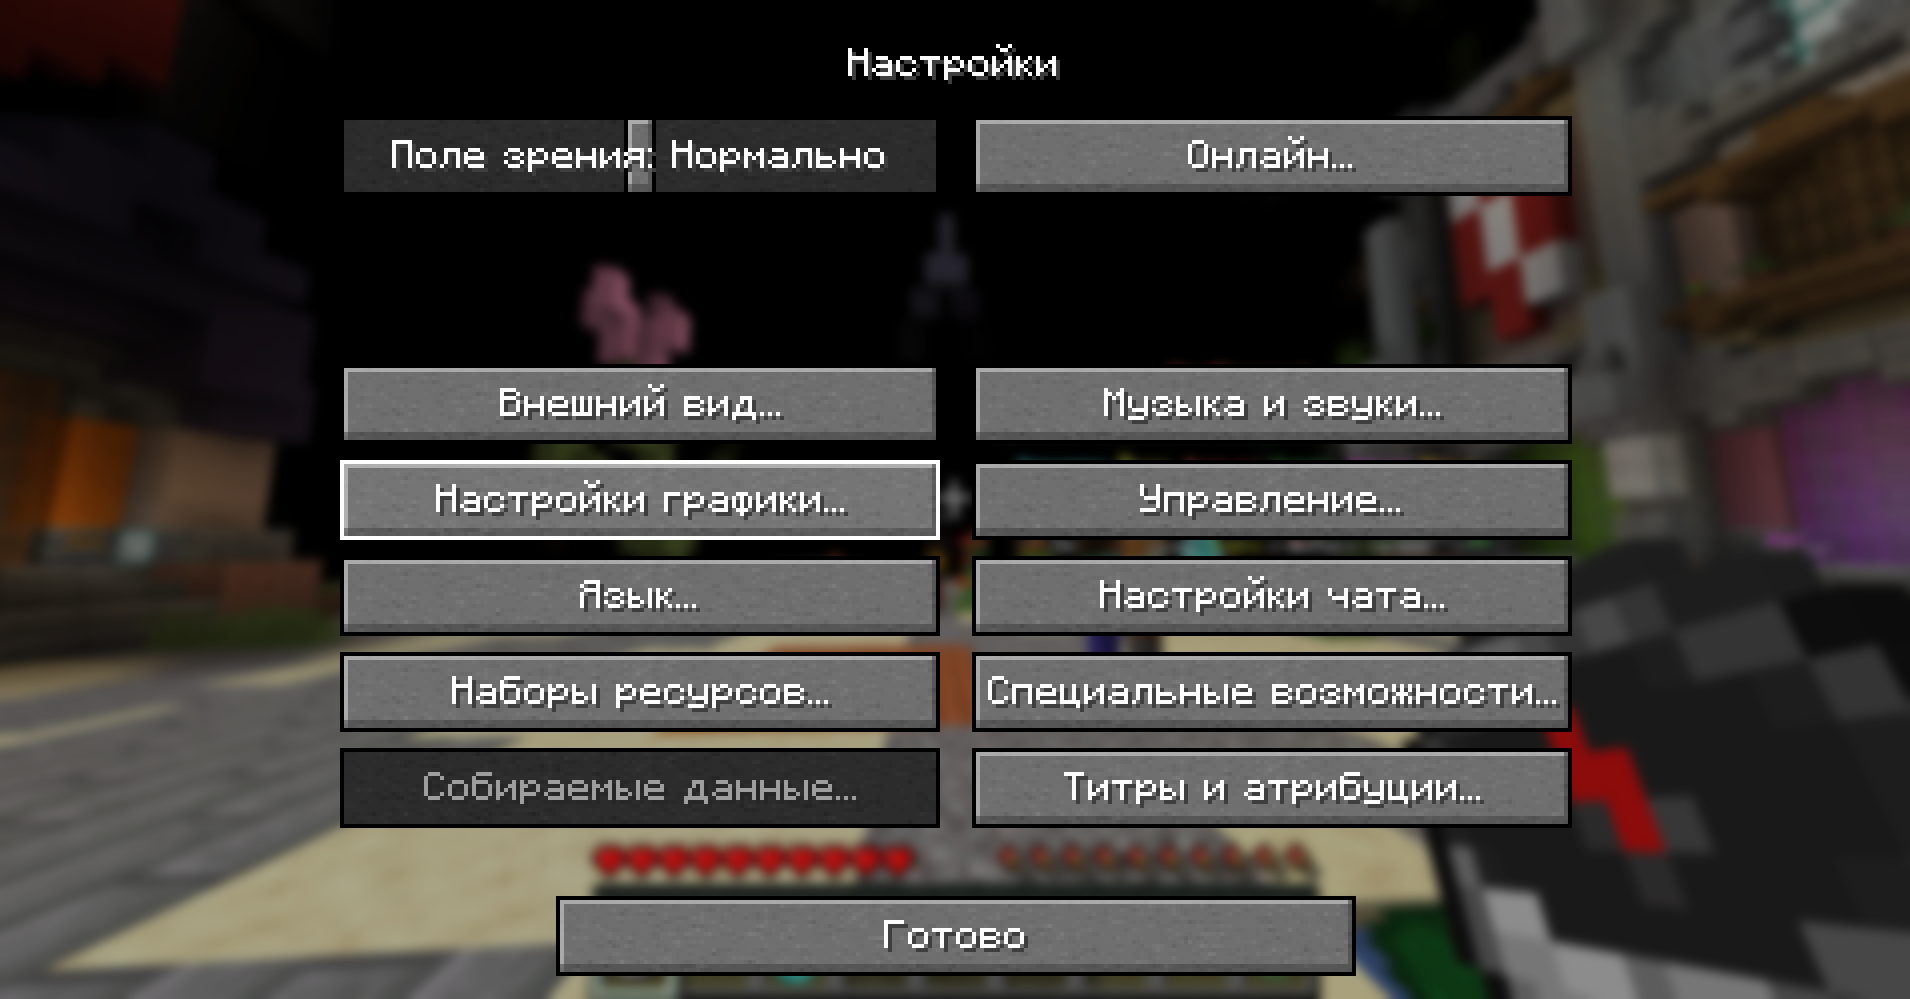 Настройки
Поле зрения: Нормально
Онлайн...
Внешний вид...
Музыка и звуки...
Настройки графики...
Управление...
Язык...
Настройки чата...
Наборы ресурсов...
Специальные возможности...
Собираемые данные...
Титры и атрибуции...
Готово